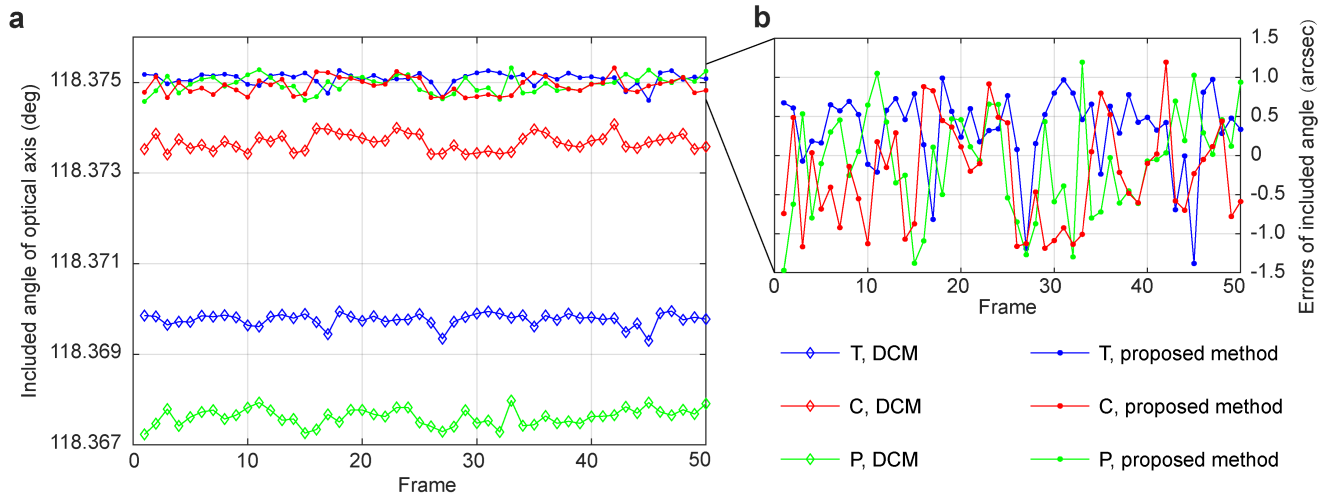 a
Included angle of optical axis (deg)
118.375
118.373
118.371
118.369
118.367
0 10 20 30 40 50
Frame
b
Errors of included angle (arcsec)
1.5
1.0
0.5
0
-0.5
-1.0
-1.5
0 10 20 30 40 50
Frame
T, DCM
T, proposed method
C, DCM
C, proposed method
P, DCM
P, proposed method